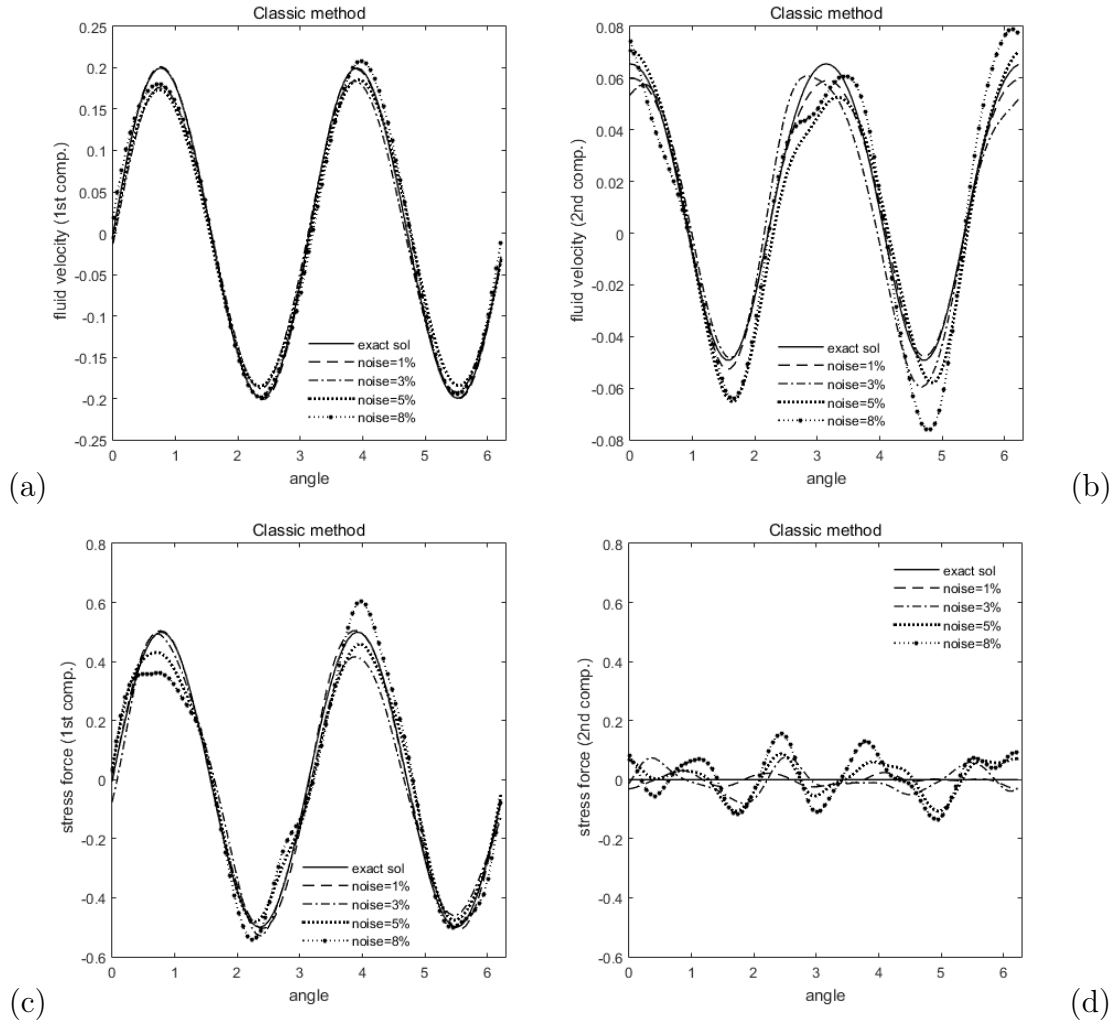 Classic method
0.25
0.2
0.15
0.1
0.05
0
-0.05
-0.1
-0.15
-0.2
-0.25
fluid velocity (1st comp.)
exact sol
noise=1%
noise=3%
noise=5%
noise=8%
0 1 2 3 4 5 6
angle
(a)
Classic method
0.08
0.06
0.04
0.02
0
-0.02
-0.04
-0.06
-0.08
fluid velocity (2nd comp.)
exact sol
noise=1%
noise=3%
noise=5%
noise=8%
0 1 2 3 4 5 6
angle
(b)
Classic method
0.8
0.6
0.4
0.2
0
-0.2
-0.4
-0.6
stress force (1st comp.)
exact sol
noise=1%
noise=3%
noise=5%
noise=8%
0 1 2 3 4 5 6
angle
(c)
Classic method
0.8
0.6
0.4
0.2
0
-0.2
-0.4
-0.6
stress force (2nd comp.)
exact sol
noise=1%
noise=3%
noise=5%
noise=8%
0 1 2 3 4 5 6
angle
(d)